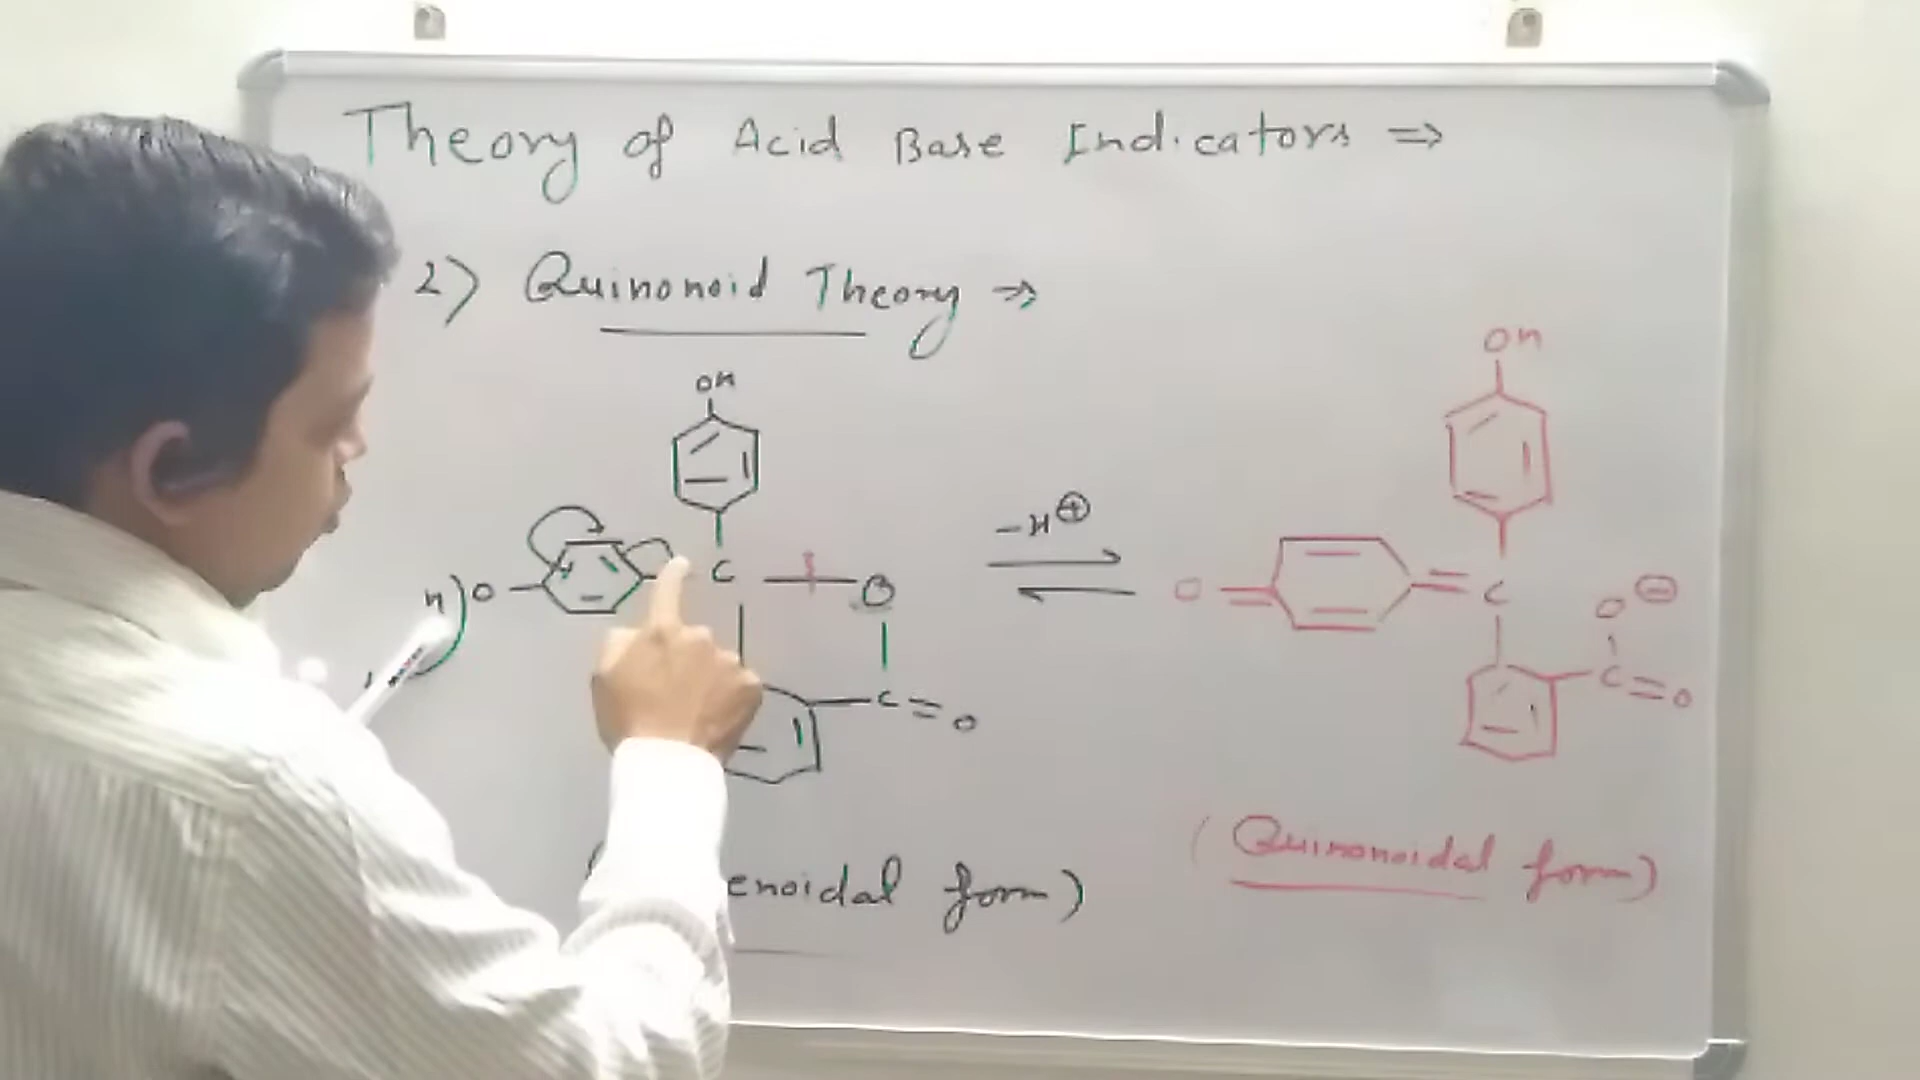 Theory of Acid Base Indicators ⇒
2) Quinonoid Theory ⇒
OH
OH
-H⊕
H O C O
O C O ⊖
C = O
C = O
enoidal form)
(Quinonoidal form)